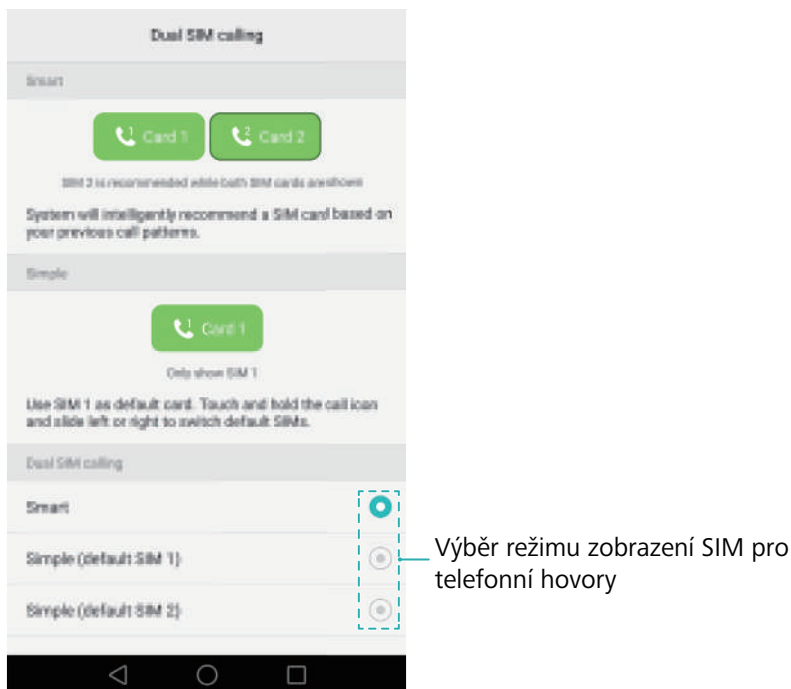 Dual SIM calling
Smart
1 Card 1
2 Card 2
SIM 2 is recommended while both SIM cards are shown
System will intelligently recommend a SIM card based on
your previous call patterns.
Simple
1 Card 1
Only show SIM 1
Use SIM 1 as default card. Touch and hold the call icon
and slide left or right to switch default SIMs.
Dual SIM calling
Smart
Simple (default SIM 1)
Simple (default SIM 2)
Výběr režimu zobrazení SIM pro
telefonní hovory